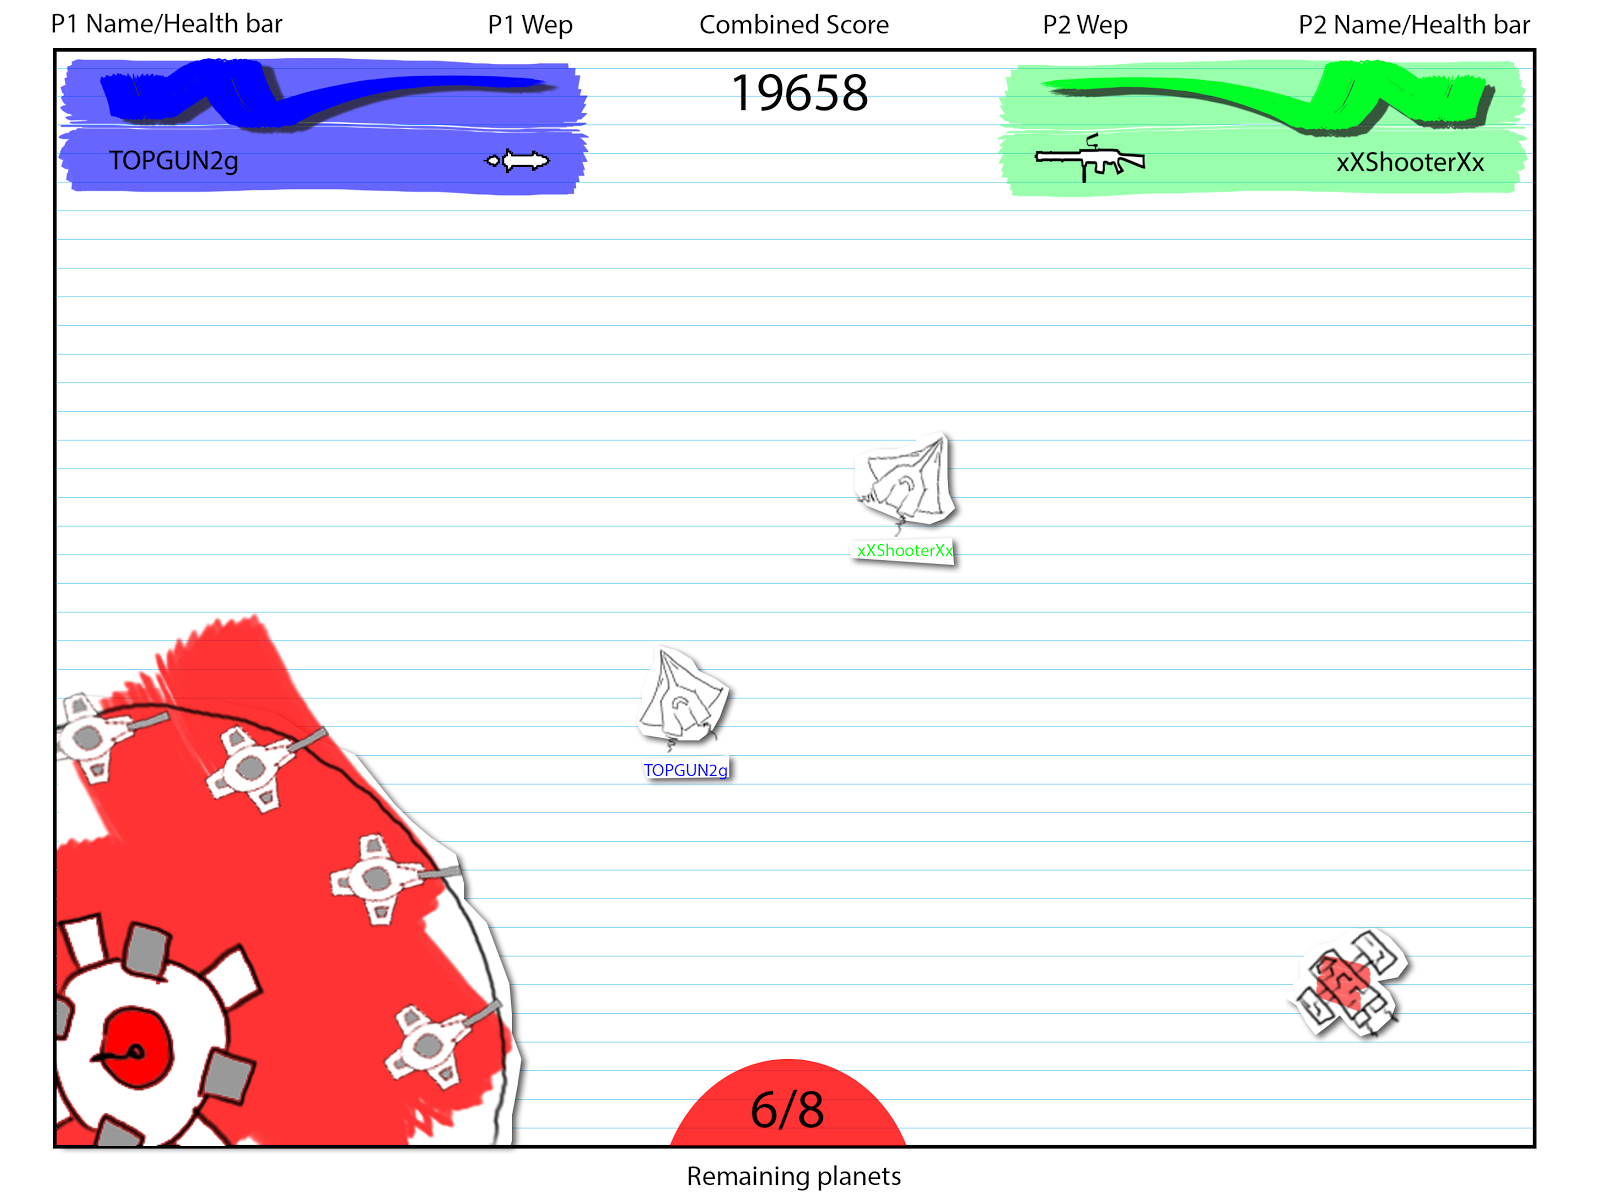 P1 Name/Health bar P1 Wep Combined Score P2 Wep P2 Name/Health bar
19658
TOPGUN2g xXShooterXx
xXShooterXx
TOPGUN2g
6/8
Remaining planets